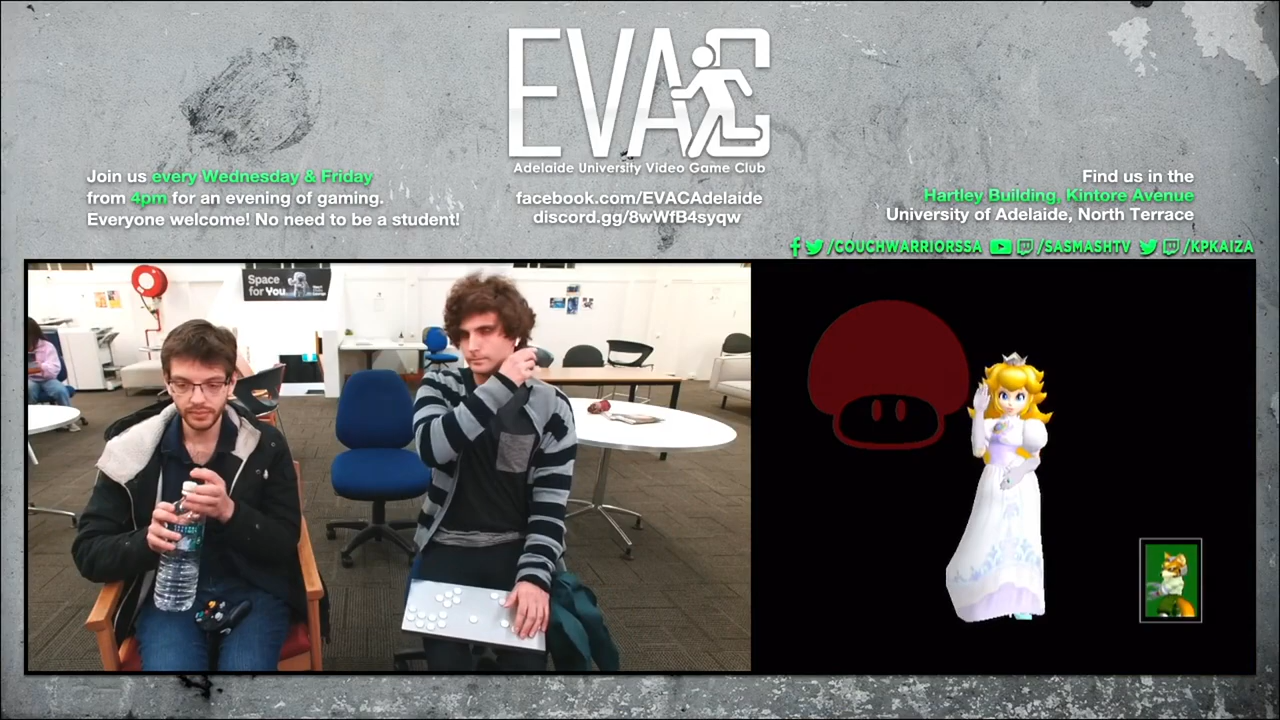 EVAC
Adelaide University Video Game Club
Join us every Wednesday & Friday
from 4pm for an evening of gaming.
Everyone welcome! No need to be a student!
facebook.com/EVACAdelaide
discord.gg/8wWfB4syqw
Find us in the
Hartley Building, Kintore Avenue
University of Adelaide, North Terrace
/COUCHWARRIORSSA /SASMASHTV /KPKAIZA
Space
for You